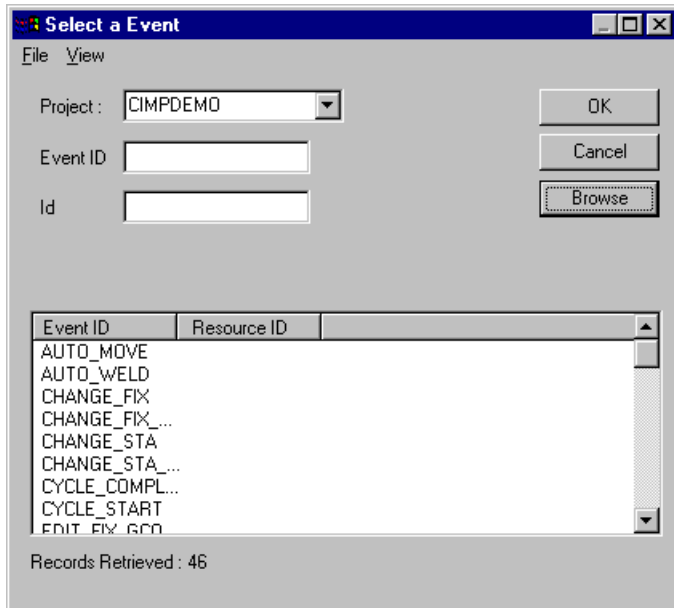 Select a Event
File View
Project : CIMPDEMO
OK
Event ID
Cancel
Id
Browse
Event ID Resource ID
AUTO_MOVE
AUTO_WELD
CHANGE_FIX
CHANGE_FIX_...
CHANGE_STA
CHANGE_STA_...
CYCLE_COMPL...
CYCLE_START
EDIT_FIX_GCO...
Records Retrieved : 46